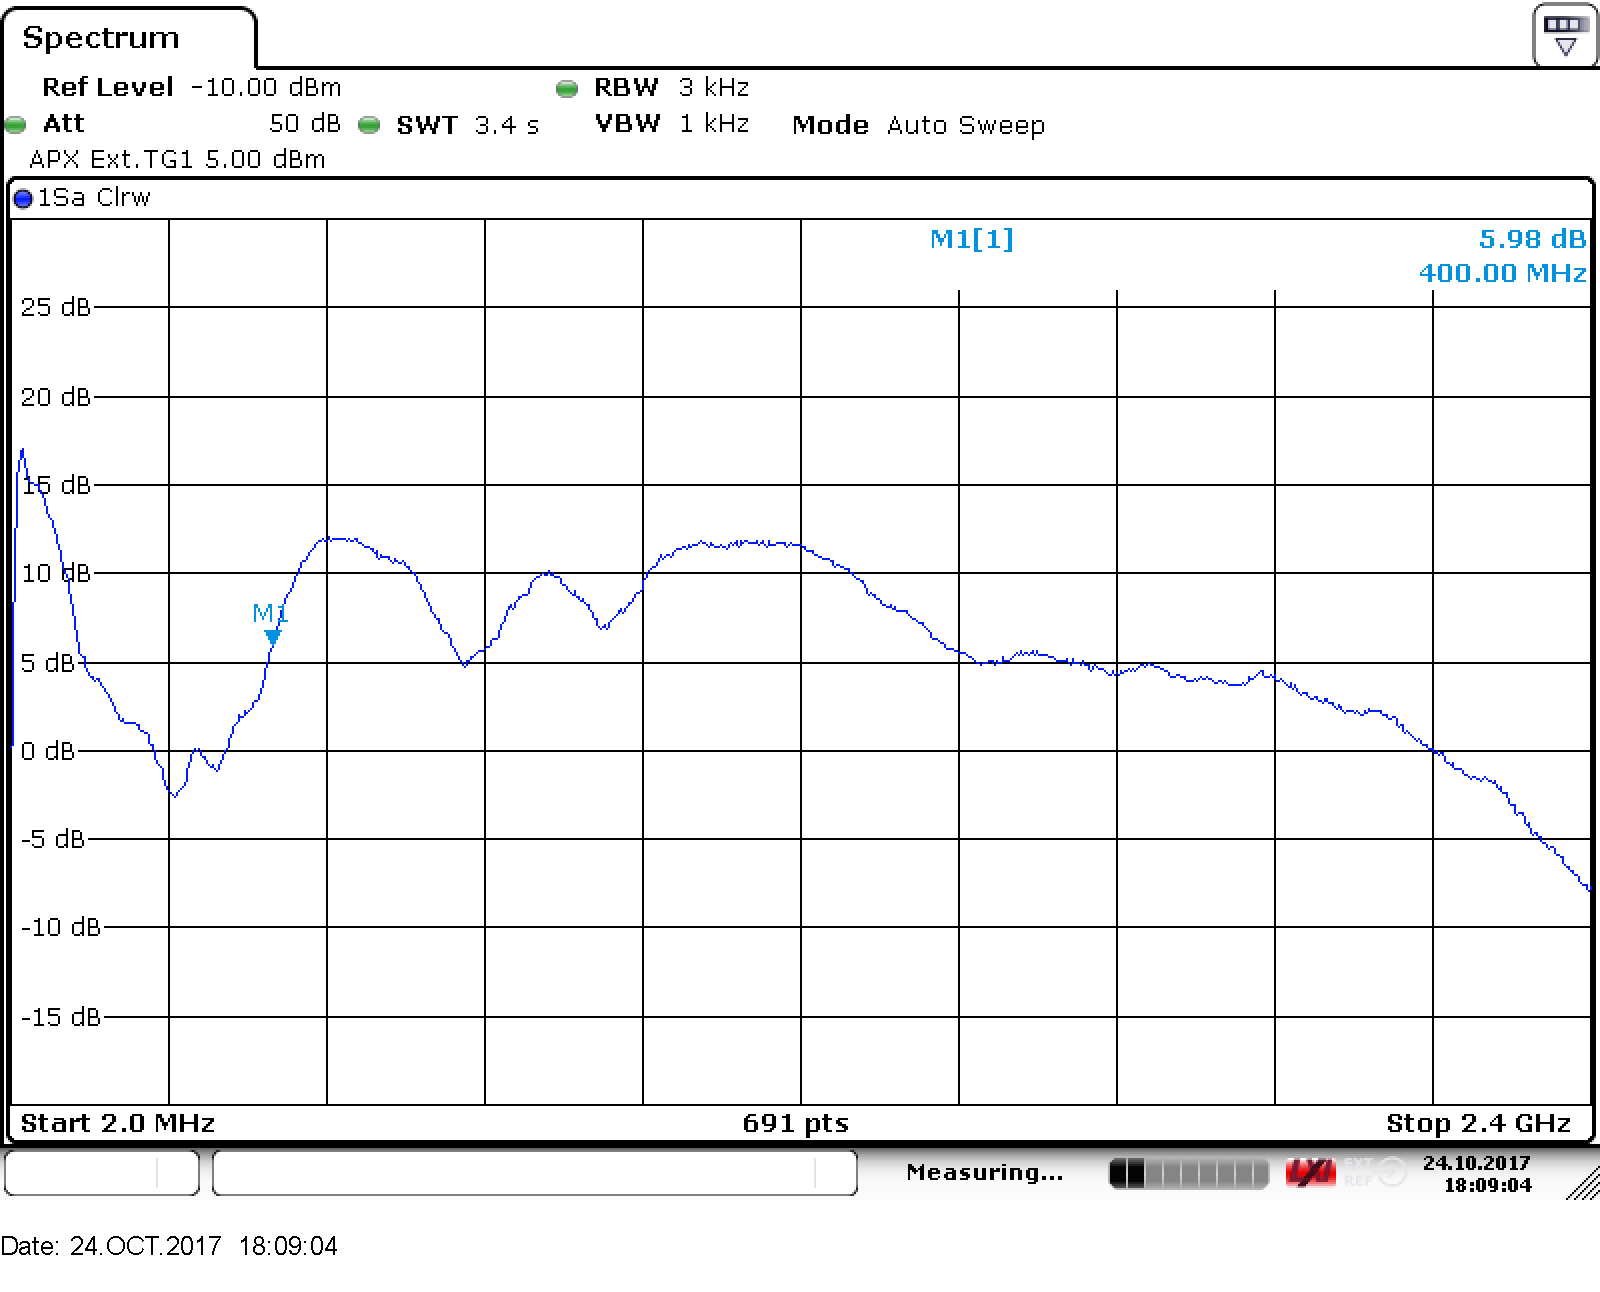 Spectrum
Ref Level -10.00 dBm RBW 3 kHz
Att 50 dB SWT 3.4 s VBW 1 kHz Mode Auto Sweep
APX Ext.TG1 5.00 dBm
1Sa Clrw
M1[1] 5.98 dB
400.00 MHz
25 dB
20 dB
15 dB
10 dB
M1
5 dB
0 dB
-5 dB
-10 dB
-15 dB
Start 2.0 MHz 691 pts Stop 2.4 GHz
Measuring... LXI EXT REF 24.10.2017
18:09:04
Date: 24.OCT.2017 18:09:04